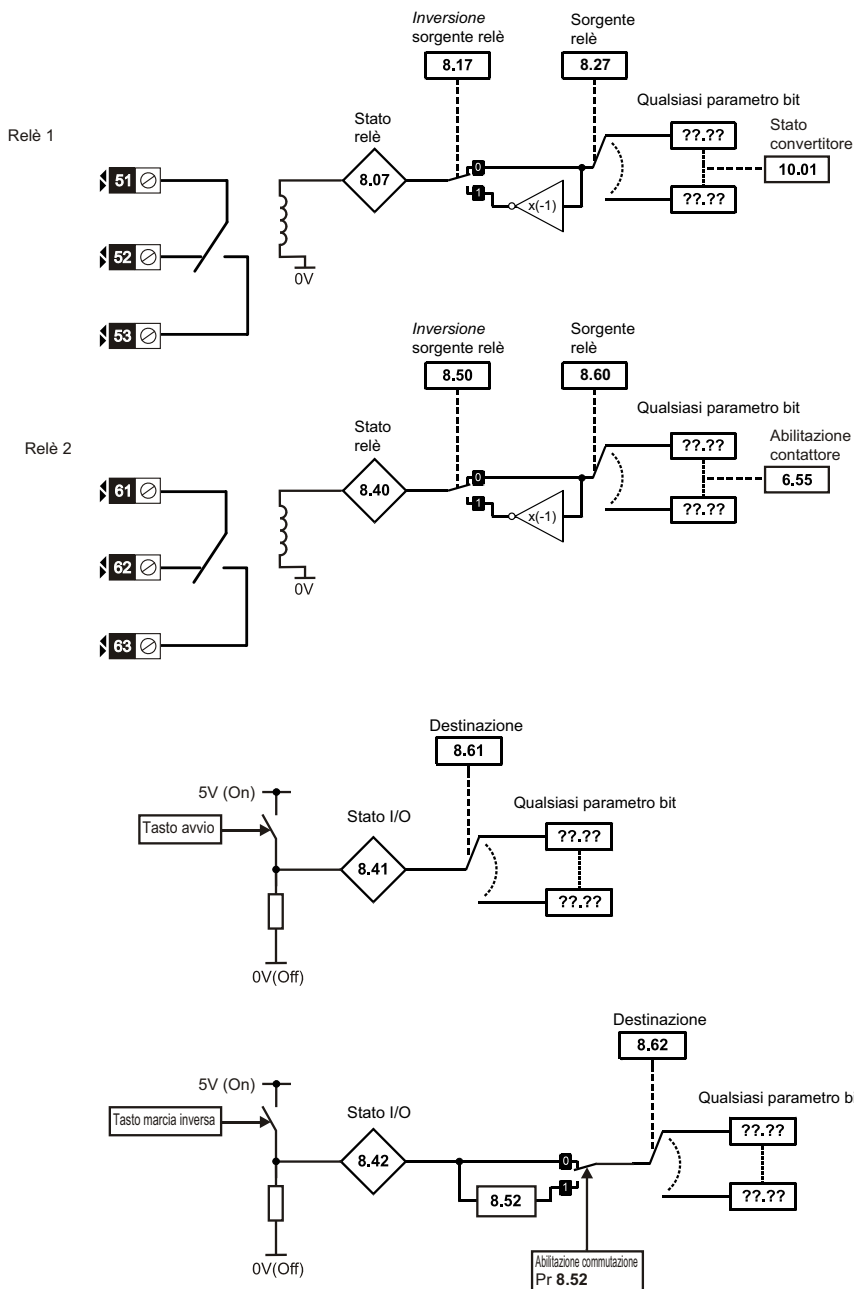 Inversione
sorgente relè
8.17
Sorgente
relè
8.27
Qualsiasi parametro bit
??.??
??.??
Stato
convertitore
10.01
Relè 1
Stato
relè
8.07
0
1
x(-1)
0V
51
52
53
Inversione
sorgente relè
8.50
Sorgente
relè
8.60
Qualsiasi parametro bit
??.??
??.??
Abilitazione
contattore
6.55
Relè 2
Stato
relè
8.40
0
1
x(-1)
0V
61
62
63
Destinazione
8.61
5V (On)
Tasto avvio
Stato I/O
8.41
Qualsiasi parametro bit
??.??
??.??
0V(Off)
Destinazione
8.62
5V (On)
Tasto marcia inversa
Stato I/O
8.42
0
1
8.52
Qualsiasi parametro b
??.??
??.??
0V(Off)
Abilitazione commutazione
Pr 8.52